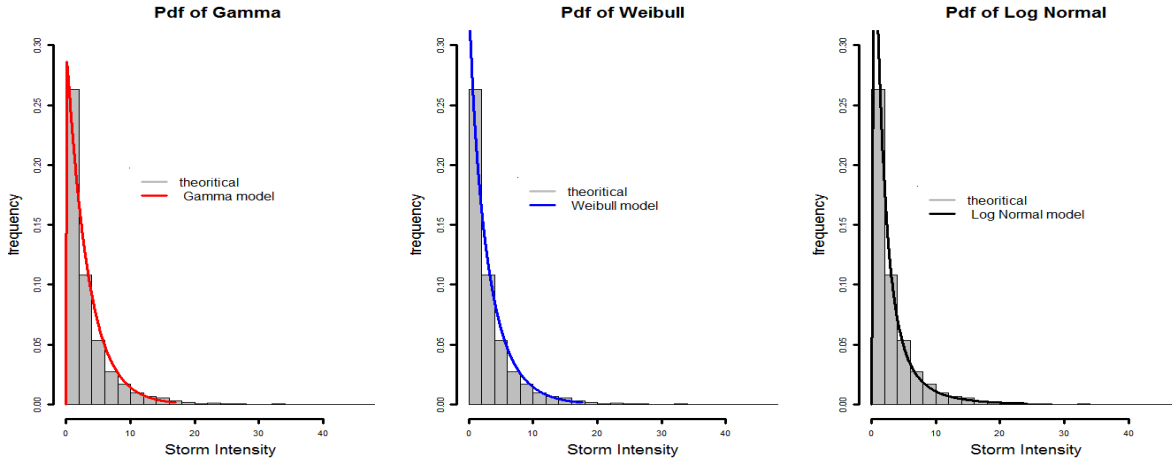 Pdf of Gamma
frequency
0.30
0.25
0.20
0.15
0.10
0.05
0.00
theoritical
Gamma model
0 10 20 30 40
Storm Intensity
Pdf of Weibull
frequency
0.30
0.25
0.20
0.15
0.10
0.05
0.00
theoritical
Weibull model
0 10 20 30 40
Storm Intensity
Pdf of Log Normal
frequency
0.30
0.25
0.20
0.15
0.10
0.05
0.00
theoritical
Log Normal model
0 10 20 30 40
Storm Intensity